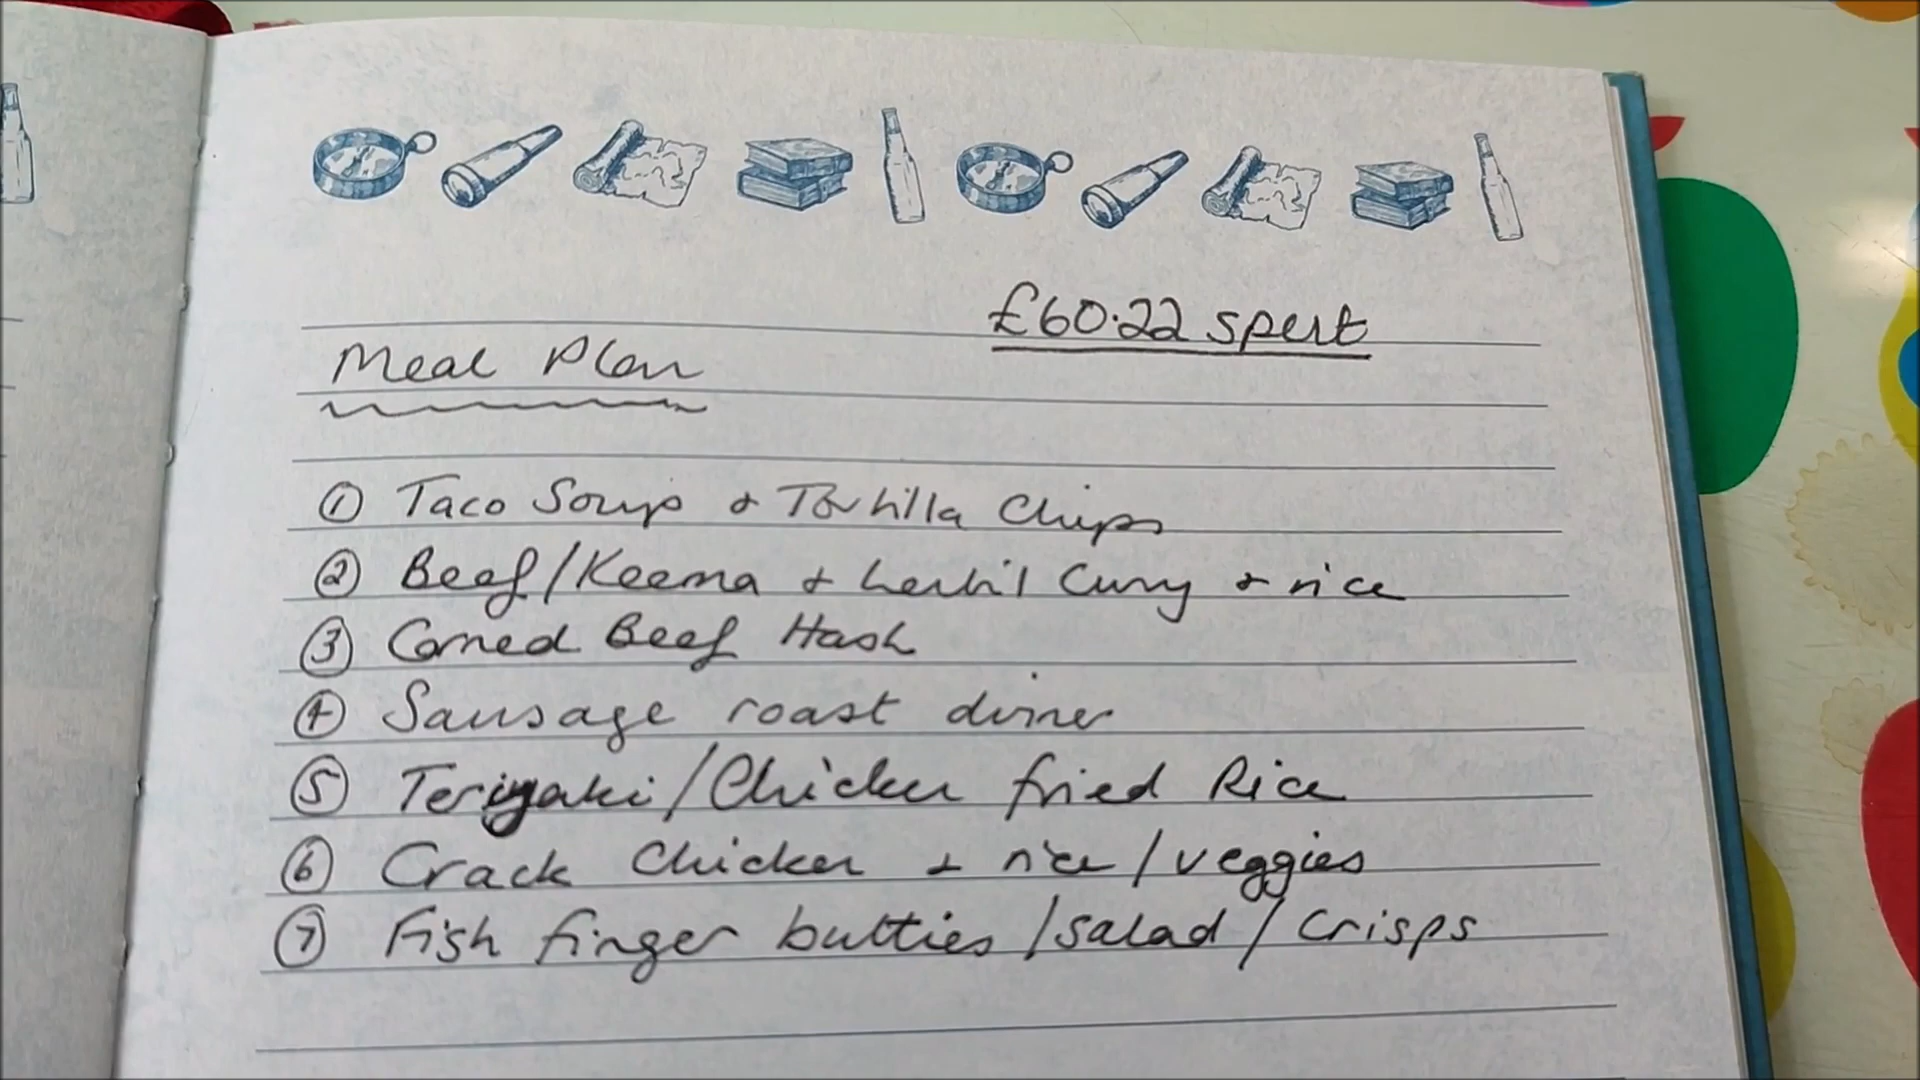 £60.22 spent
Meal Plan
① Taco Soup & Tortilla Chips
② Beef/Keema & Lentil Curry & rice
③ Corned Beef Hash
④ Sausage roast dinner
⑤ Teriyaki/Chicken fried Rice
⑥ Crack Chicken & rice/veggies
⑦ Fish finger butties/salad/crisps